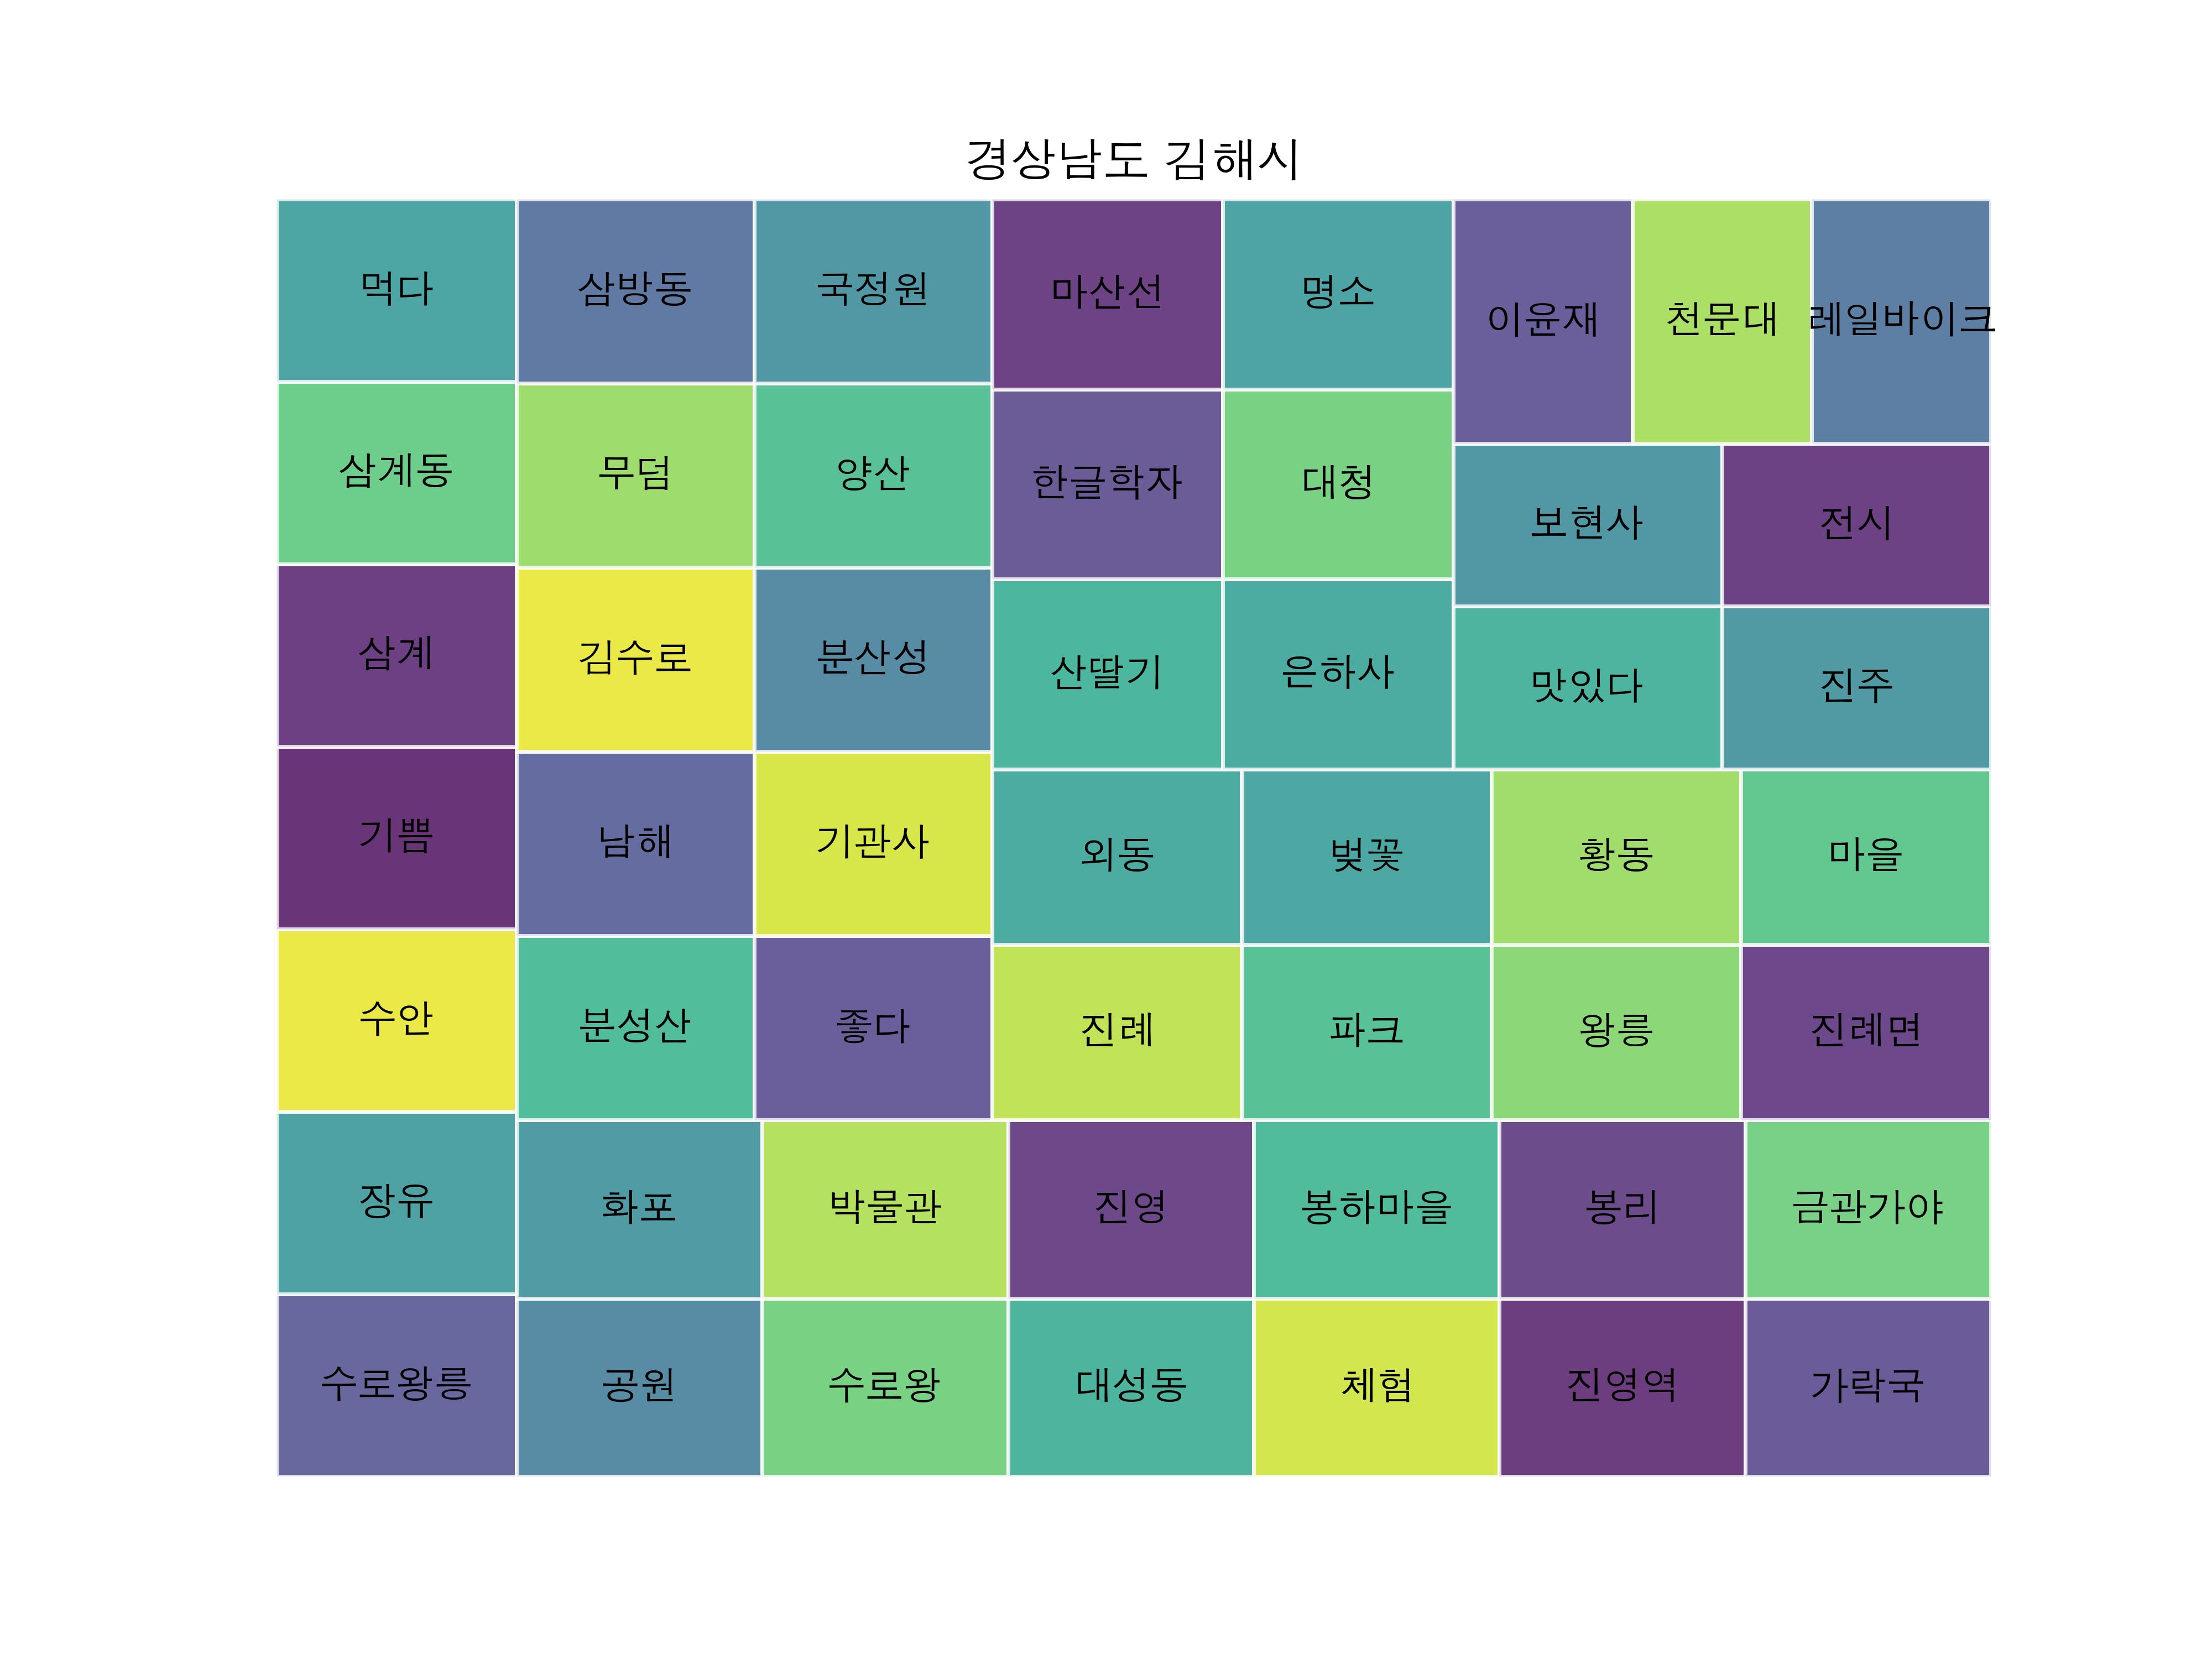 경상남도 김해시
먹다 삼방동 국정원 마산선 명소 이윤재 천문대 레일바이크
삼계동 무덤 양산 한글학자 대청 보현사 전시
삼계 김수로 분산성 산딸기 은하사 맛있다 진주
기쁨 남해 기관사 외동 벚꽃 황동 마을
수안 분성산 좋다 진례 파크 왕릉 진례면
장유 화포 박물관 진영 봉하마을 봉리 금관가야
수로왕릉 공원 수로왕 대성동 체험 진영역 가락국